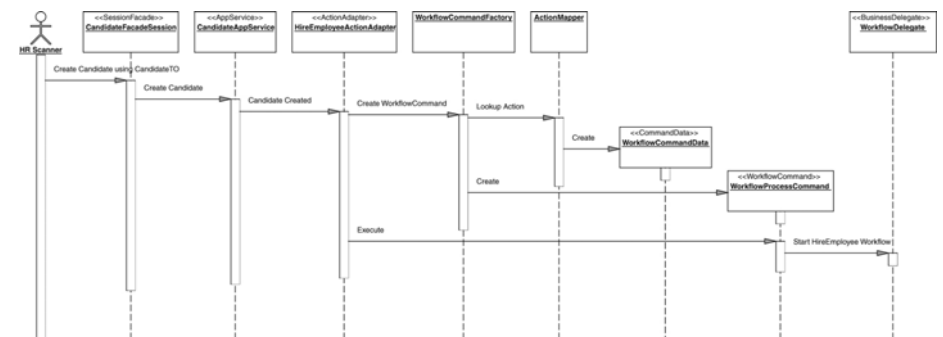 <<SessionFacade>>
CandidateFacadeSession
<<AppService>>
CandidateAppService
<<ActionAdapter>>
HireEmployeeActionAdapter
WorkflowCommandFactory
ActionMapper
<<BusinessDelegate>>
WorkflowDelegate
HR Scanner
Create Candidate using CandidateTO
Create Candidate
Candidate Created
Create WorkflowCommand
Lookup Action
Create
<<CommandData>>
WorkflowCommandData
<<WorkflowCommand>>
WorkflowProcessCommand
Create
Execute
Start HireEmployee Workflow